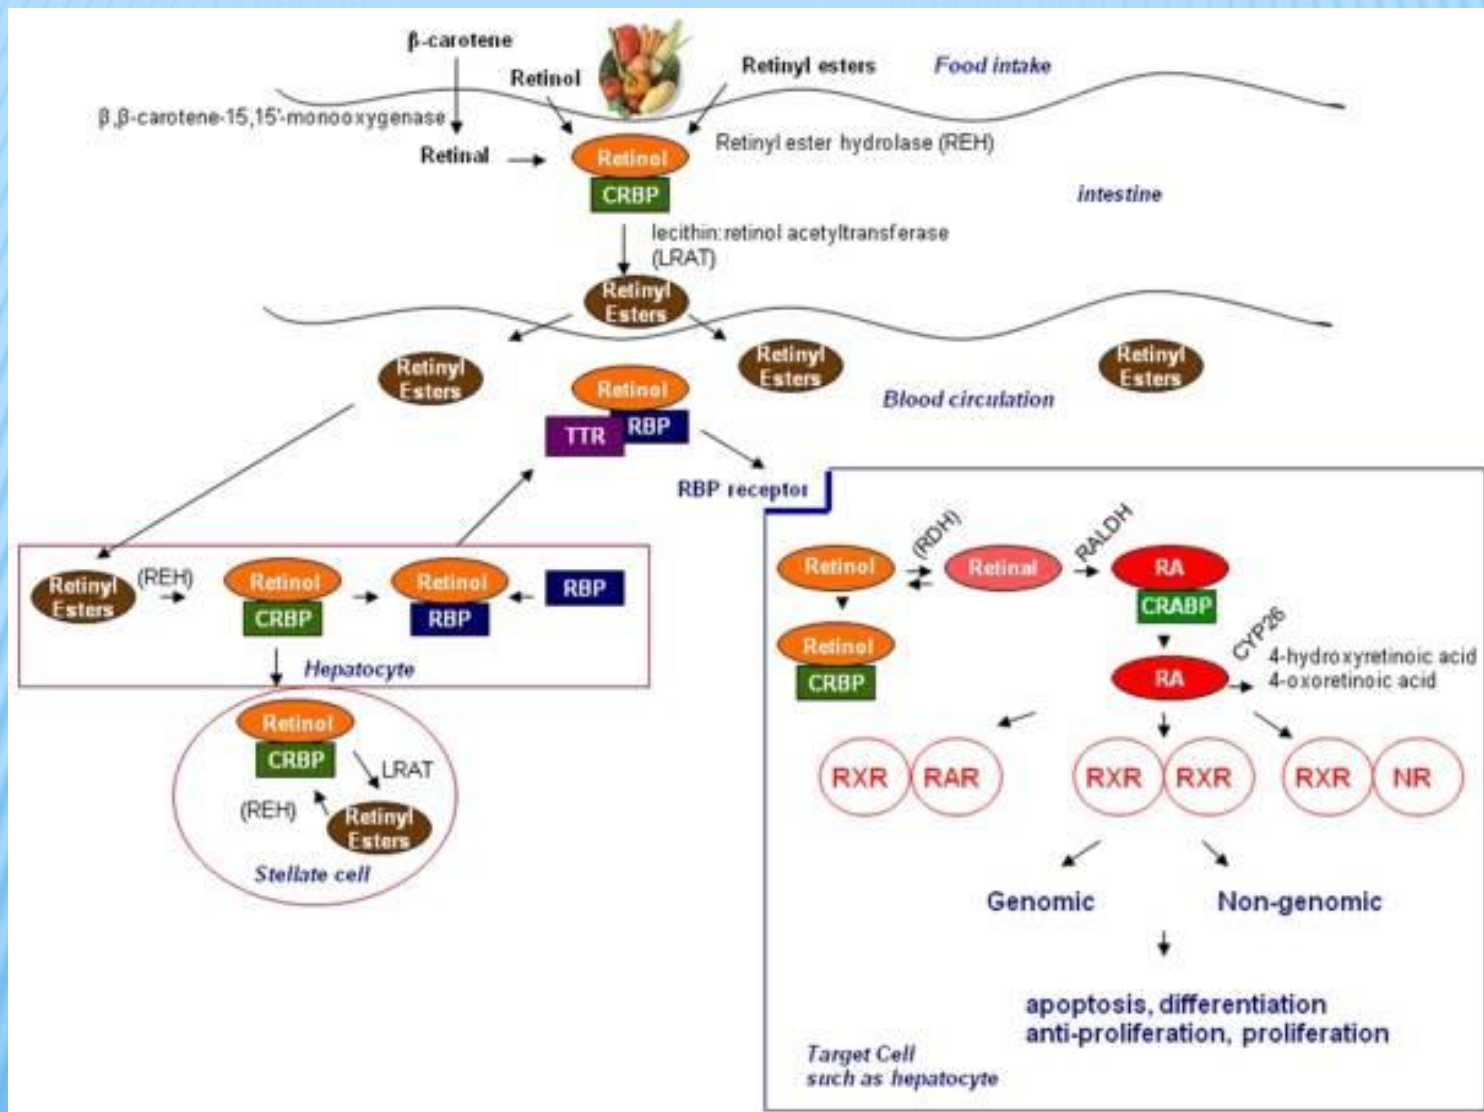 β-carotene
Retinol
Retinyl esters
Food intake
β,β-carotene-15,15'-monooxygenase
Retinal
Retinol
CRBP
Retinyl ester hydrolase (REH)
intestine
lecithin:retinol acetyltransferase
(LRAT)
Retinyl
Esters
Retinyl
Esters
Retinol
TTR
RBP
Retinyl
Esters
Blood circulation
Retinyl
Esters
RBP receptor
Retinyl
Esters
(REH)
Retinol
CRBP
Retinol
RBP
RBP
Hepatocyte
Retinol
CRBP
LRAT
(REH)
Retinyl
Esters
Stellate cell
Retinol
(RDH)
Retinal
RALDH
RA
CRABP
Retinol
CRBP
RA
CYP26
4-hydroxyretinoic acid
4-oxoretinoic acid
RXR
RAR
RXR
RXR
RXR
NR
Genomic
Non-genomic
apoptosis, differentiation
anti-proliferation, proliferation
Target Cell
such as hepatocyte